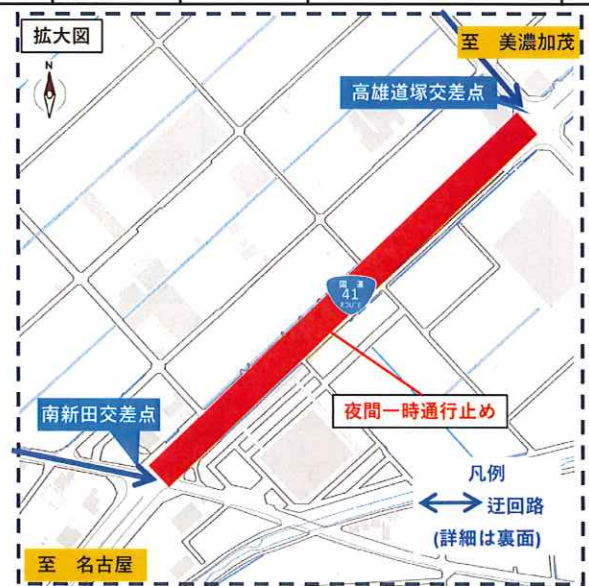 拡大図
至 美濃加茂
N
高雄道塚交差点
国道
41
夜間一時通行止め
南新田交差点
凡例
迂回路
(詳細は裏面)
至 名古屋